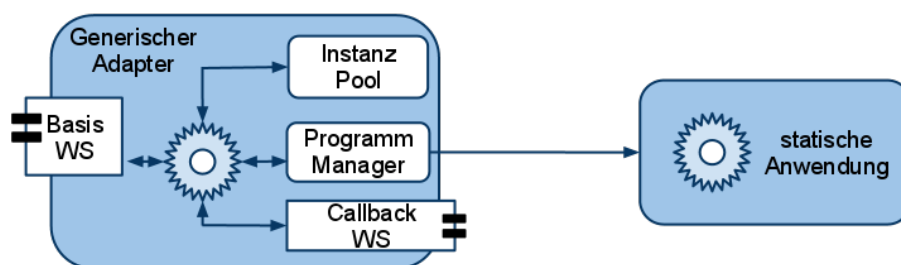 Generischer
Adapter
Instanz
Pool
Basis
WS
Programm
Manager
Callback
WS
statische
Anwendung